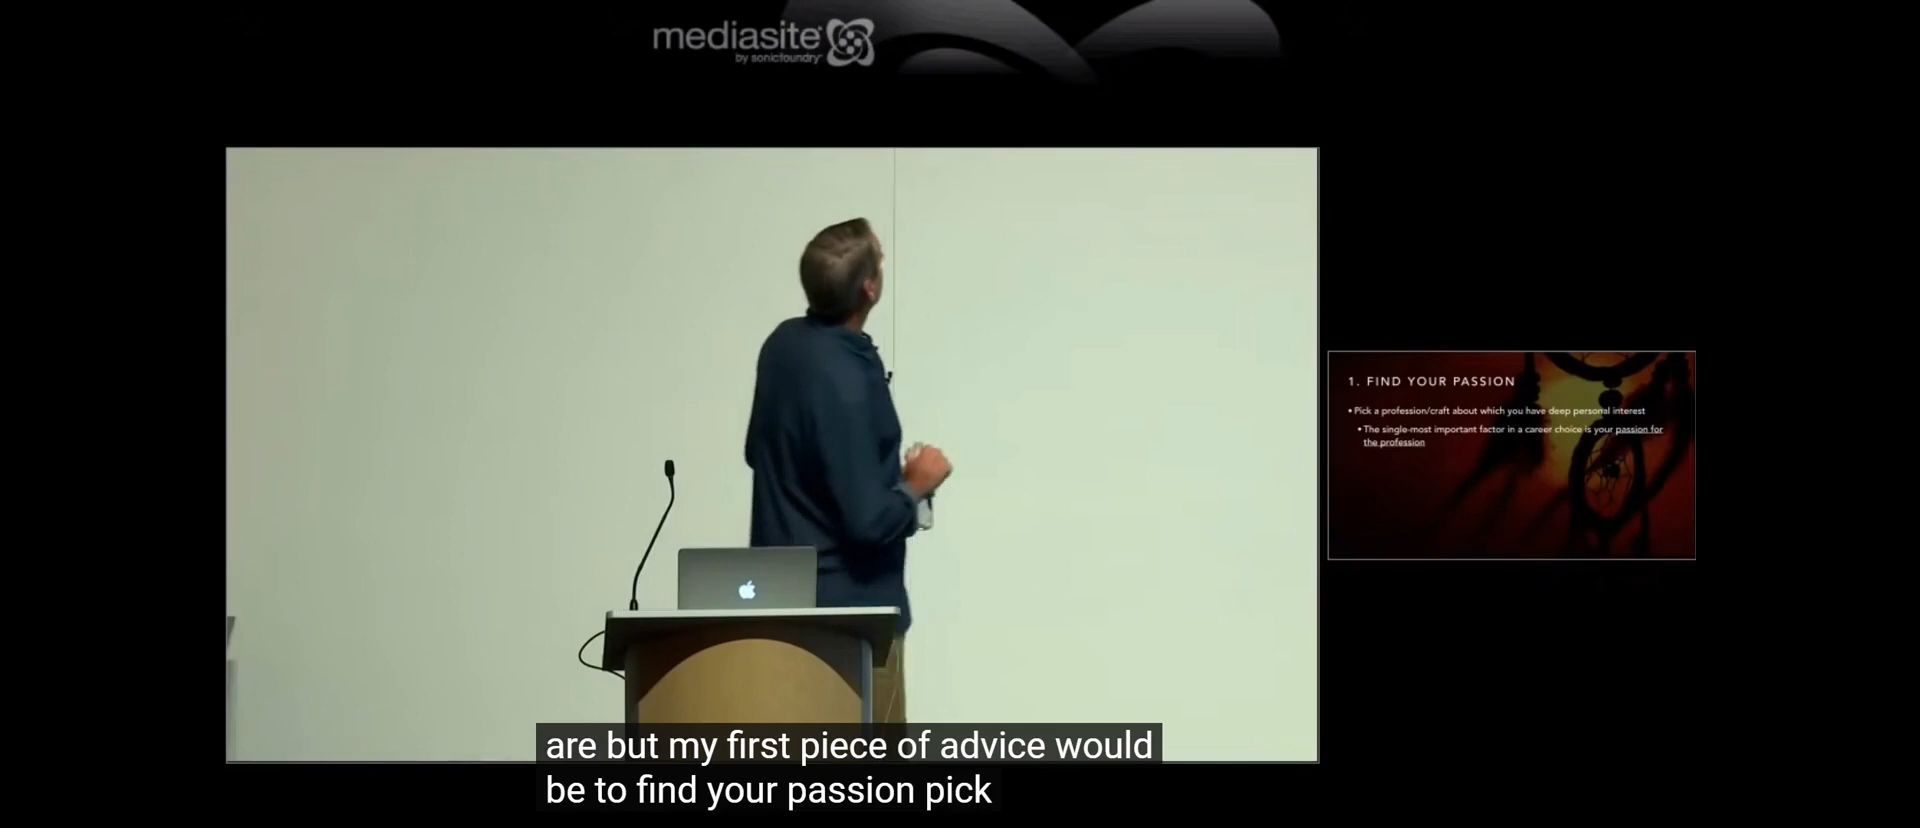 mediasite
by sonicfoundry
1. FIND YOUR PASSION
• Pick a profession/craft about which you have deep personal interest
• The single-most important factor in a career choice is your passion for
the profession
are but my first piece of advice would
be to find your passion pick